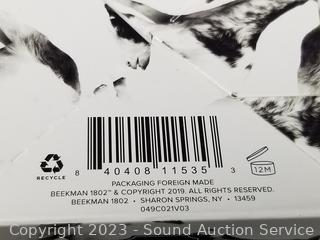 RECYCLE
8 40408 11535 3
12M
PACKAGING FOREIGN MADE
BEEKMAN 1802™ & COPYRIGHT 2019. ALL RIGHTS RESERVED.
BEEKMAN 1802 • SHARON SPRINGS, NY • 13459
049C021V03
Copyright 2023 - Sound Auction Service